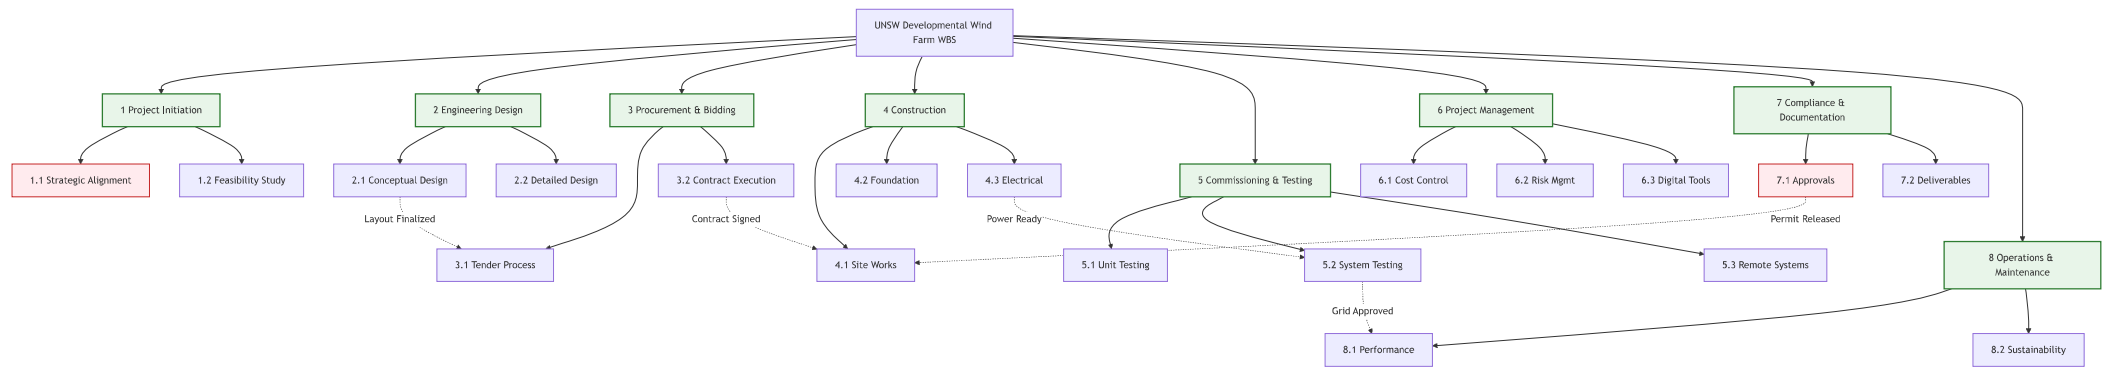 UNSW Developmental Wind
Farm WBS
1 Project Initiation
2 Engineering Design
3 Procurement & Bidding
4 Construction
6 Project Management
7 Compliance &
Documentation
1.1 Strategic Alignment
1.2 Feasibility Study
2.1 Conceptual Design
2.2 Detailed Design
3.2 Contract Execution
4.2 Foundation
4.3 Electrical
5 Commissioning & Testing
6.1 Cost Control
6.2 Risk Mgmt
6.3 Digital Tools
7.1 Approvals
7.2 Deliverables
Layout Finalized
Contract Signed
Power Ready
Permit Released
3.1 Tender Process
4.1 Site Works
5.1 Unit Testing
5.2 System Testing
5.3 Remote Systems
8 Operations &
Maintenance
Grid Approved
8.1 Performance
8.2 Sustainability